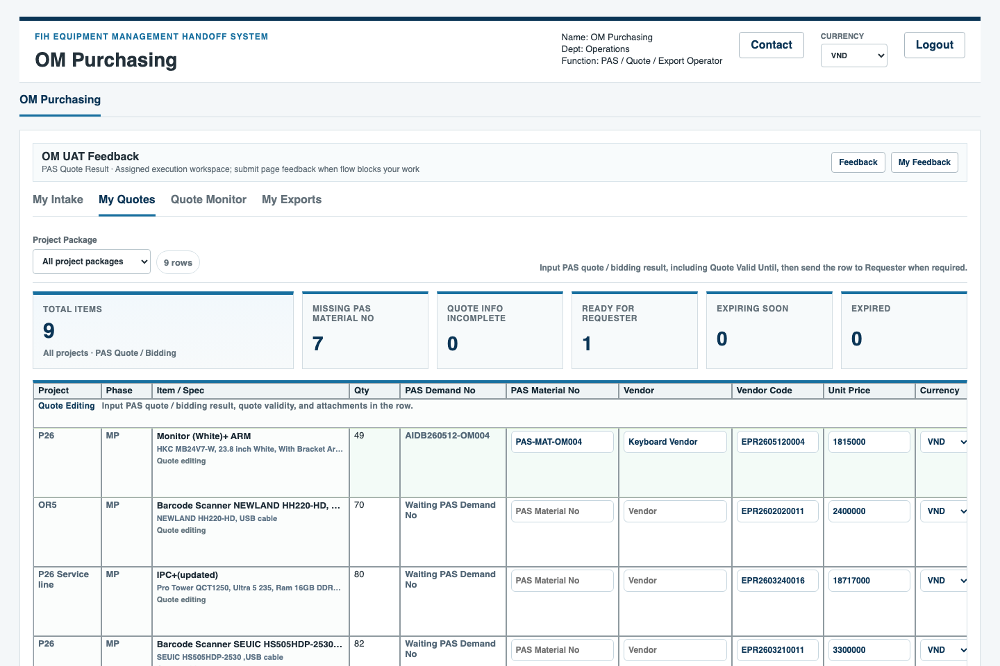 FIH EQUIPMENT MANAGEMENT HANDOFF SYSTEM
OM Purchasing
Name: OM Purchasing
Dept: Operations
Function: PAS / Quote / Export Operator
Contact
CURRENCY
VND
Logout
OM Purchasing
OM UAT Feedback
PAS Quote Result · Assigned execution workspace; submit page feedback when flow blocks your work
Feedback
My Feedback
My Intake
My Quotes
Quote Monitor
My Exports
Project Package
All project packages
9 rows
Input PAS quote / bidding result, including Quote Valid Until, then send the row to Requester when required.
TOTAL ITEMS
9
All projects · PAS Quote / Bidding
MISSING PAS
MATERIAL NO
7
QUOTE INFO
INCOMPLETE
0
READY FOR
REQUESTER
1
EXPIRING SOON
0
EXPIRED
0
Project Phase Item / Spec Qty PAS Demand No PAS Material No Vendor Vendor Code Unit Price Currency
Quote Editing Input PAS quote / bidding result, quote validity, and attachments in the row.
P26 MP Monitor (White)+ ARM 49 AIDB260512-OM004 PAS-MAT-OM004 Keyboard Vendor EPR2605120004 1815000 VND
HKC MB24V7-W, 23.8 inch White, With Bracket Ar...
Quote editing
OR5 MP Barcode Scanner NEWLAND HH220-HD, ... 70 Waiting PAS Demand No PAS Material No Vendor EPR2602020011 2400000 VND
NEWLAND HH220-HD, USB cable
Quote editing
P26 Service line MP IPC+(updated) 80 Waiting PAS Demand No PAS Material No Vendor EPR2603240016 18717000 VND
Pro Tower QCT1250, Ultra 5 235, Ram 16GB DDR...
Quote editing
P26 MP Barcode Scanner SEUIC HS505HDP-2530... 82 Waiting PAS Demand No PAS Material No Vendor EPR2603210011 3300000 VND
SEUIC HS505HDP-2530 ,USB cable